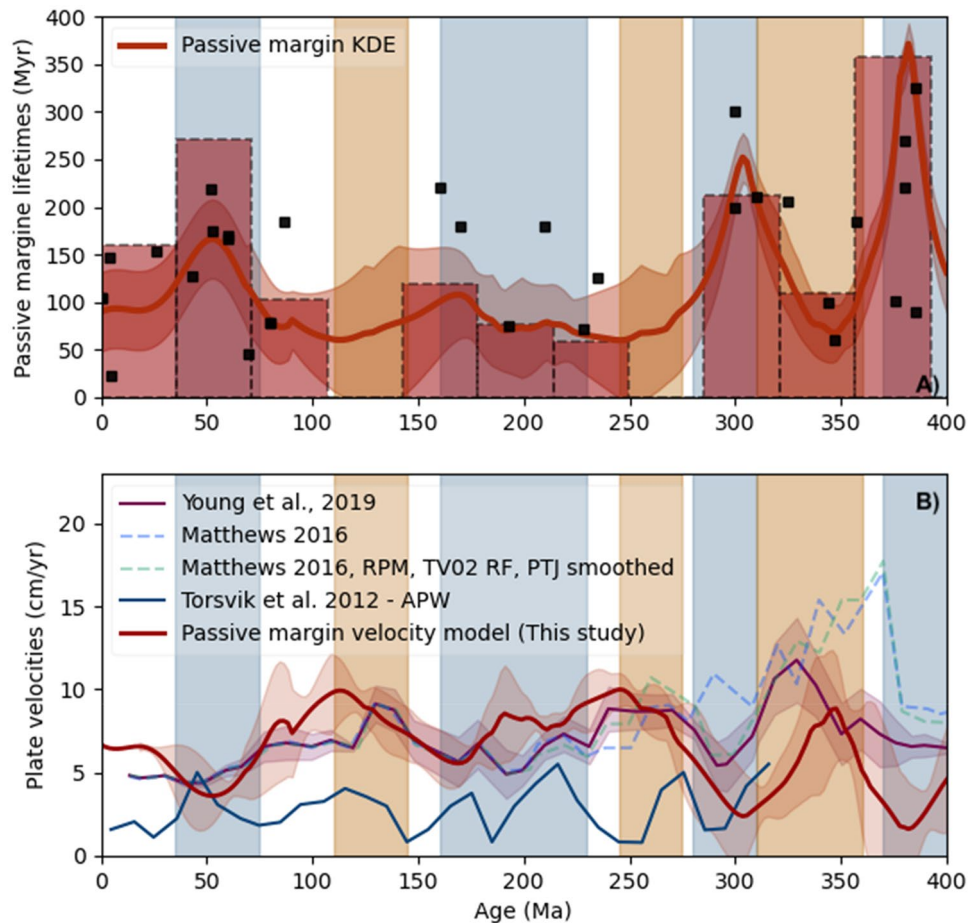 Passive margin KDE
Passive margine lifetimes (Myr)
400
350
300
250
200
150
100
50
0
A)
0 50 100 150 200 250 300 350 400
B)
Young et al., 2019
Matthews 2016
Matthews 2016, RPM, TV02 RF, PTJ smoothed
Torsvik et al. 2012 - APW
Passive margin velocity model (This study)
Plate velocities (cm/yr)
20
15
10
5
0
0 50 100 150 200 250 300 350 400
Age (Ma)